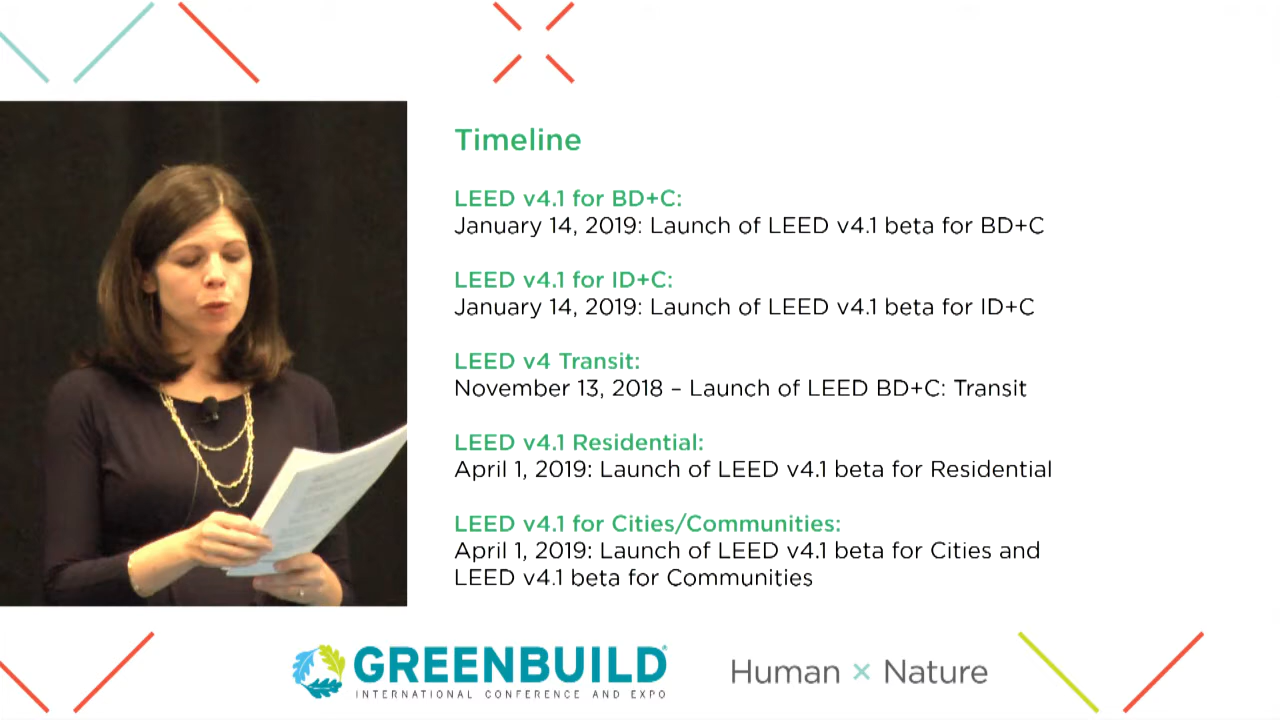 Timeline
LEED v4.1 for BD+C:
January 14, 2019: Launch of LEED v4.1 beta for BD+C
LEED v4.1 for ID+C:
January 14, 2019: Launch of LEED v4.1 beta for ID+C
LEED v4 Transit:
November 13, 2018 – Launch of LEED BD+C: Transit
LEED v4.1 Residential:
April 1, 2019: Launch of LEED v4.1 beta for Residential
LEED v4.1 for Cities/Communities:
April 1, 2019: Launch of LEED v4.1 beta for Cities and
LEED v4.1 beta for Communities
GREENBUILD®
INTERNATIONAL CONFERENCE AND EXPO
Human × Nature